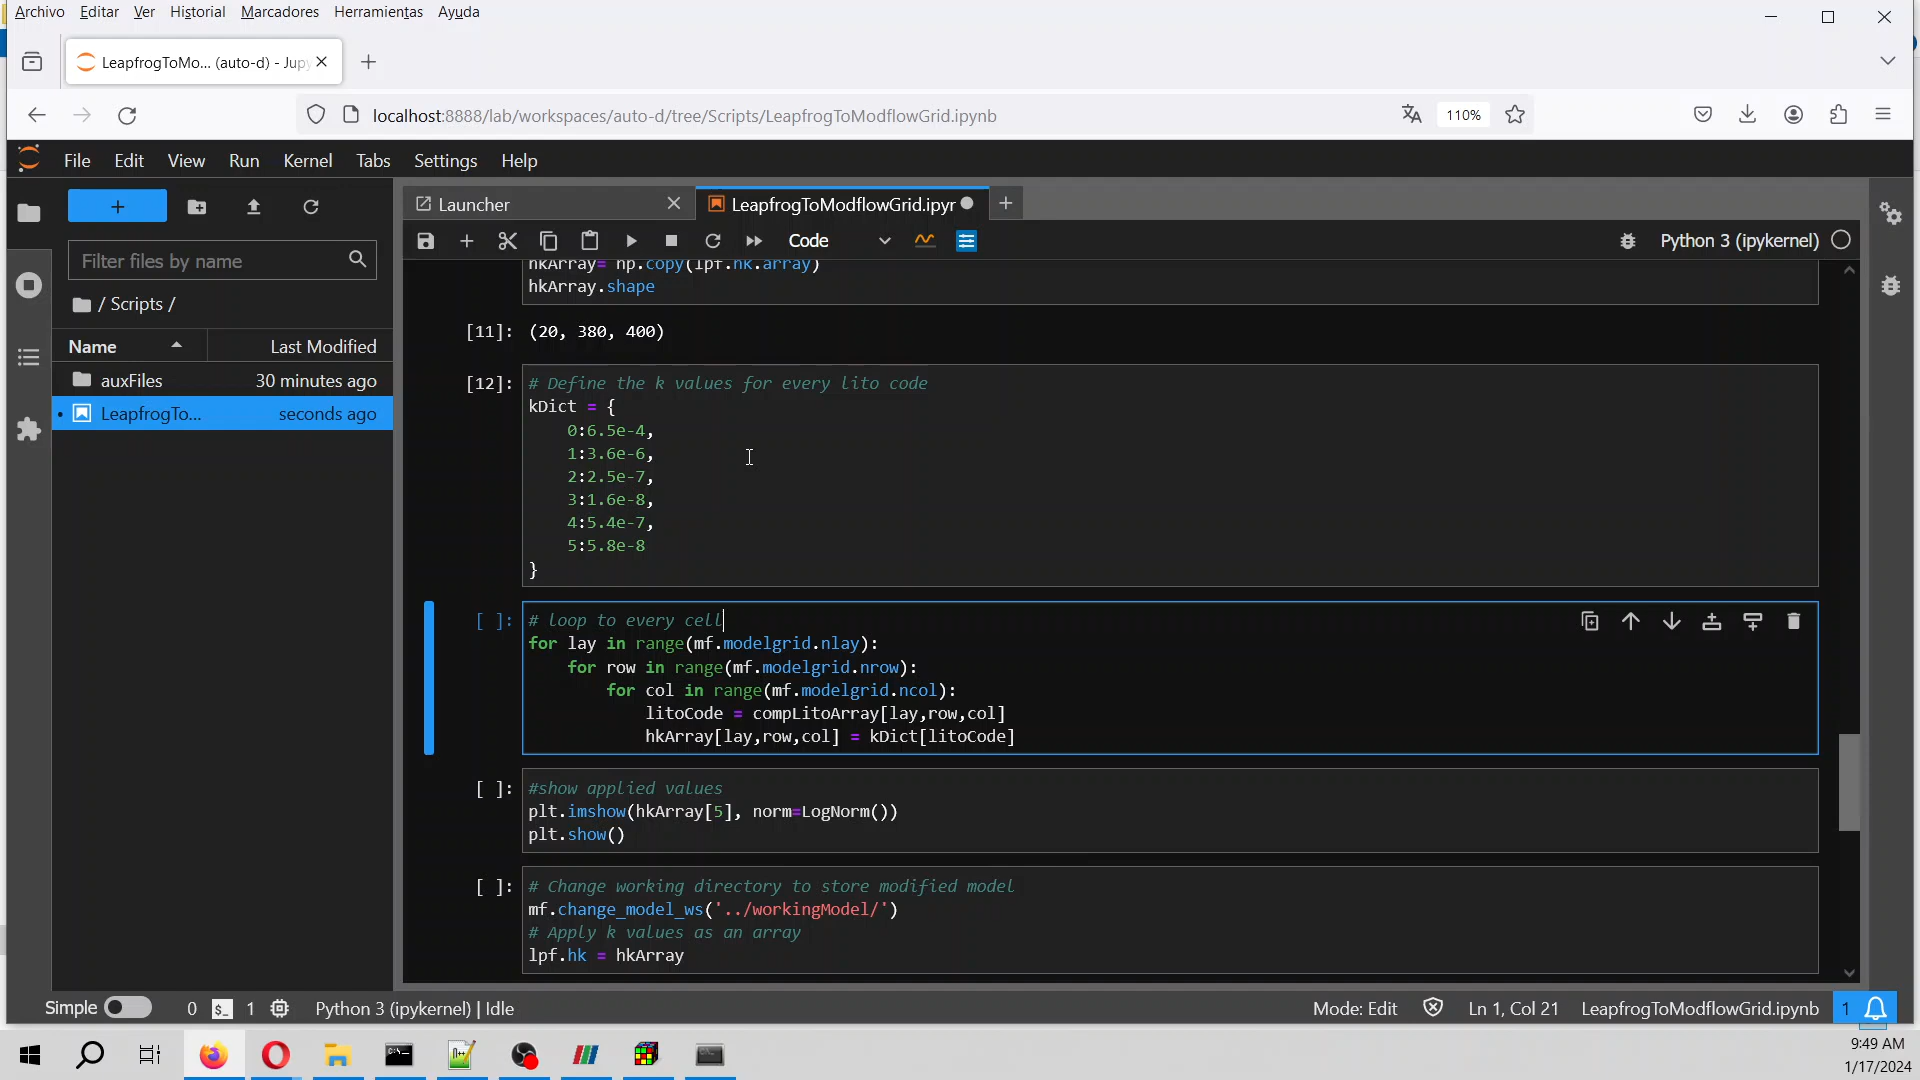 Archivo Editar Ver Historial Marcadores Herramientas Ayuda
LeapfrogToMo... (auto-d) - Jupy
localhost:8888/lab/workspaces/auto-d/tree/Scripts/LeapfrogToModflowGrid.ipynb 110%
File Edit View Run Kernel Tabs Settings Help
Launcher LeapfrogToModflowGrid.ipyr
Code Python 3 (ipykernel)
Filter files by name
/ Scripts /
Name Last Modified
auxFiles 30 minutes ago
LeapfrogTo... seconds ago
hkArray= np.copy(lpf.hk.array)
hkArray.shape
[11]: (20, 380, 400)
[12]: # Define the k values for every lito code
kDict = {
0:6.5e-4,
1:3.6e-6,
2:2.5e-7,
3:1.6e-8,
4:5.4e-7,
5:5.8e-8
}
[ ]: # loop to every cell
for lay in range(mf.modelgrid.nlay):
for row in range(mf.modelgrid.nrow):
for col in range(mf.modelgrid.ncol):
litoCode = compLitoArray[lay,row,col]
hkArray[lay,row,col] = kDict[litoCode]
[ ]: #show applied values
plt.imshow(hkArray[5], norm=LogNorm())
plt.show()
[ ]: # Change working directory to store modified model
mf.change_model_ws('../workingModel/')
# Apply k values as an array
lpf.hk = hkArray
Simple 0 $_ 1 Python 3 (ipykernel) | Idle Mode: Edit Ln 1, Col 21 LeapfrogToModflowGrid.ipynb 1
9:49 AM
1/17/2024